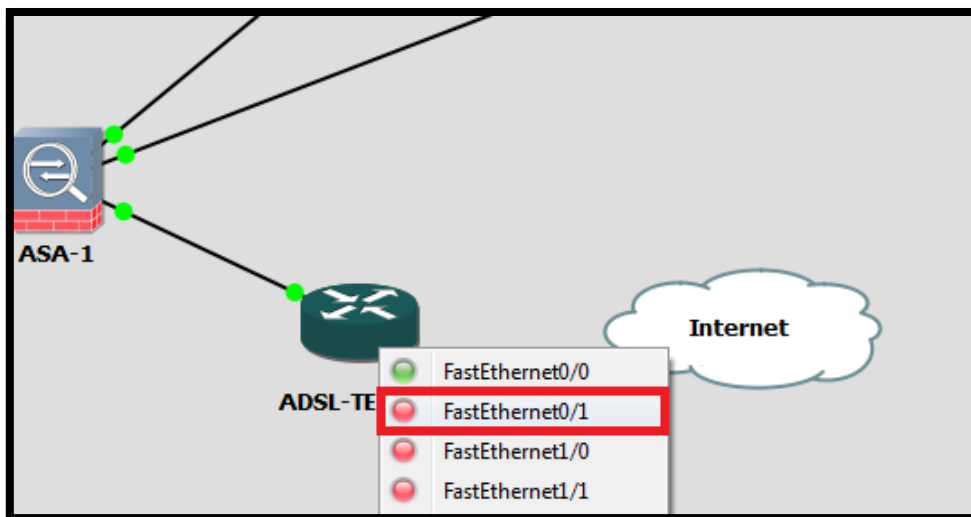 ASA-1
Internet
ADSL-TE
FastEthernet0/0
FastEthernet0/1
FastEthernet1/0
FastEthernet1/1